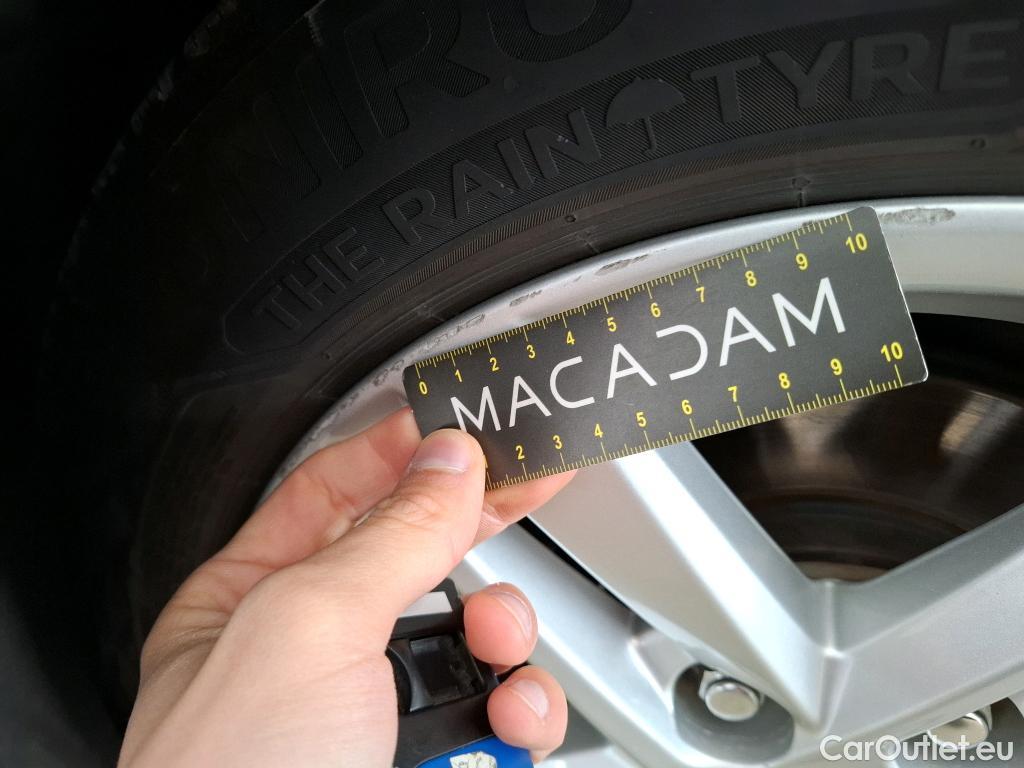 NIRO
THE RAIN TYRE
0 1 2 3 4 5 6 7 8 9 10
MACADAM
2 3 4 5 6 7 8 9 10
CarOutlet.eu